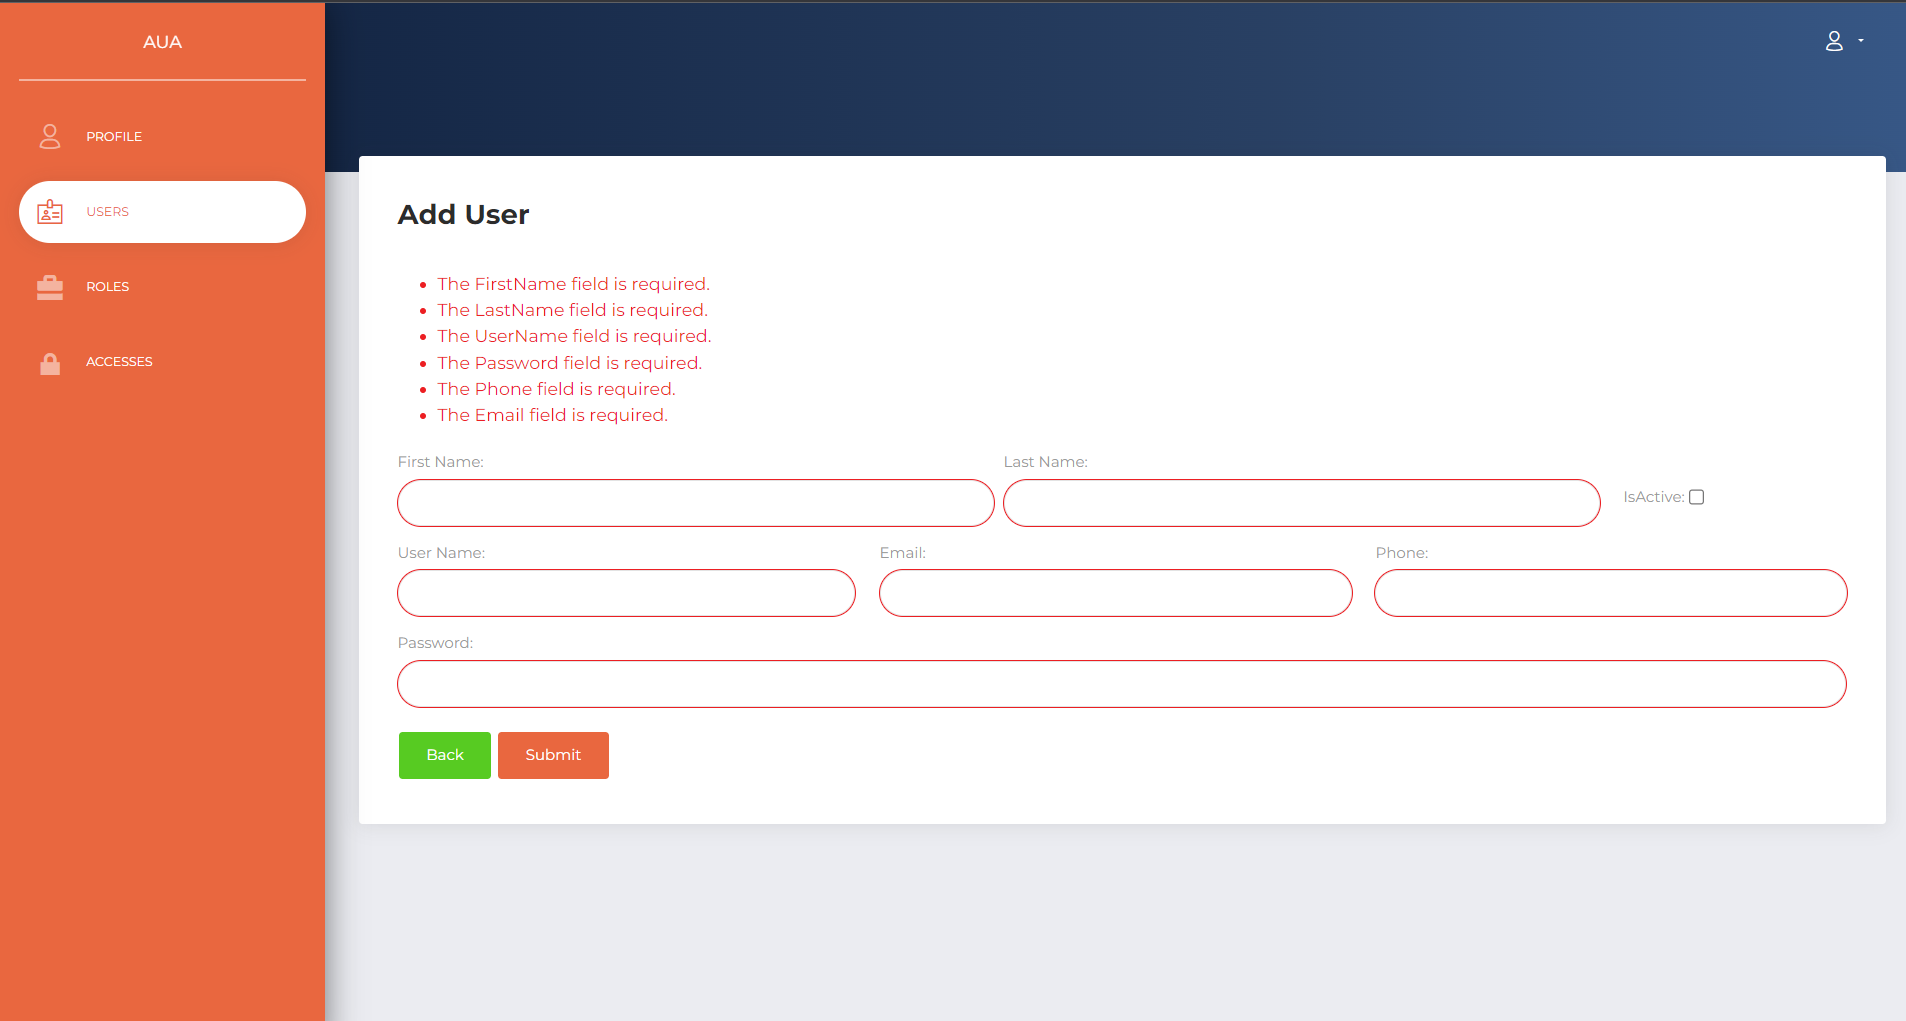 AUA
PROFILE
USERS
ROLES
ACCESSES
Add User
The FirstName field is required.
The LastName field is required.
The UserName field is required.
The Password field is required.
The Phone field is required.
The Email field is required.
First Name: Last Name:
IsActive:
User Name: Email: Phone:
Password:
Back Submit